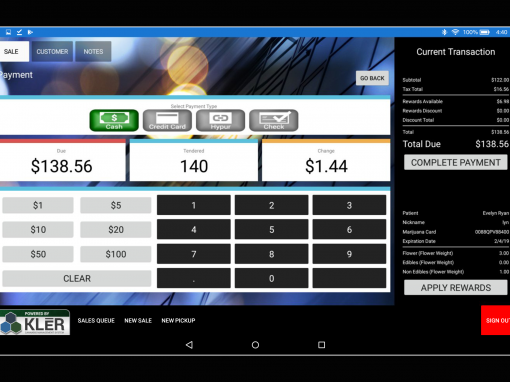 100% 4:40
SALE CUSTOMER NOTES
Payment
GO BACK
Select Payment Type
Cash Credit Card Hypur Check
Due Tendered Change
$138.56 140 $1.44
$1 $5 1 2 3
$10 $20 4 5 6
$50 $100 7 8 9
CLEAR . 0
Current Transaction
Subtotal $122.00
Tax Total $16.56
Rewards Available $6.98
Rewards Discount $0.00
Discount Total $0.00
Total $138.56
Total Due $138.56
COMPLETE PAYMENT
Patient Evelyn Ryan
Nickname lyn
Marijuana Card 0088QPV88400
Expiration Date 2/4/19
Flower (Flower Weight) 3.00
Edibles (Flower Weight) 0.00
Non Edibles (Flower Weight) 1.00
APPLY REWARDS
POWERED BY
KLĒR
SALES QUEUE NEW SALE NEW PICKUP
SIGN OUT